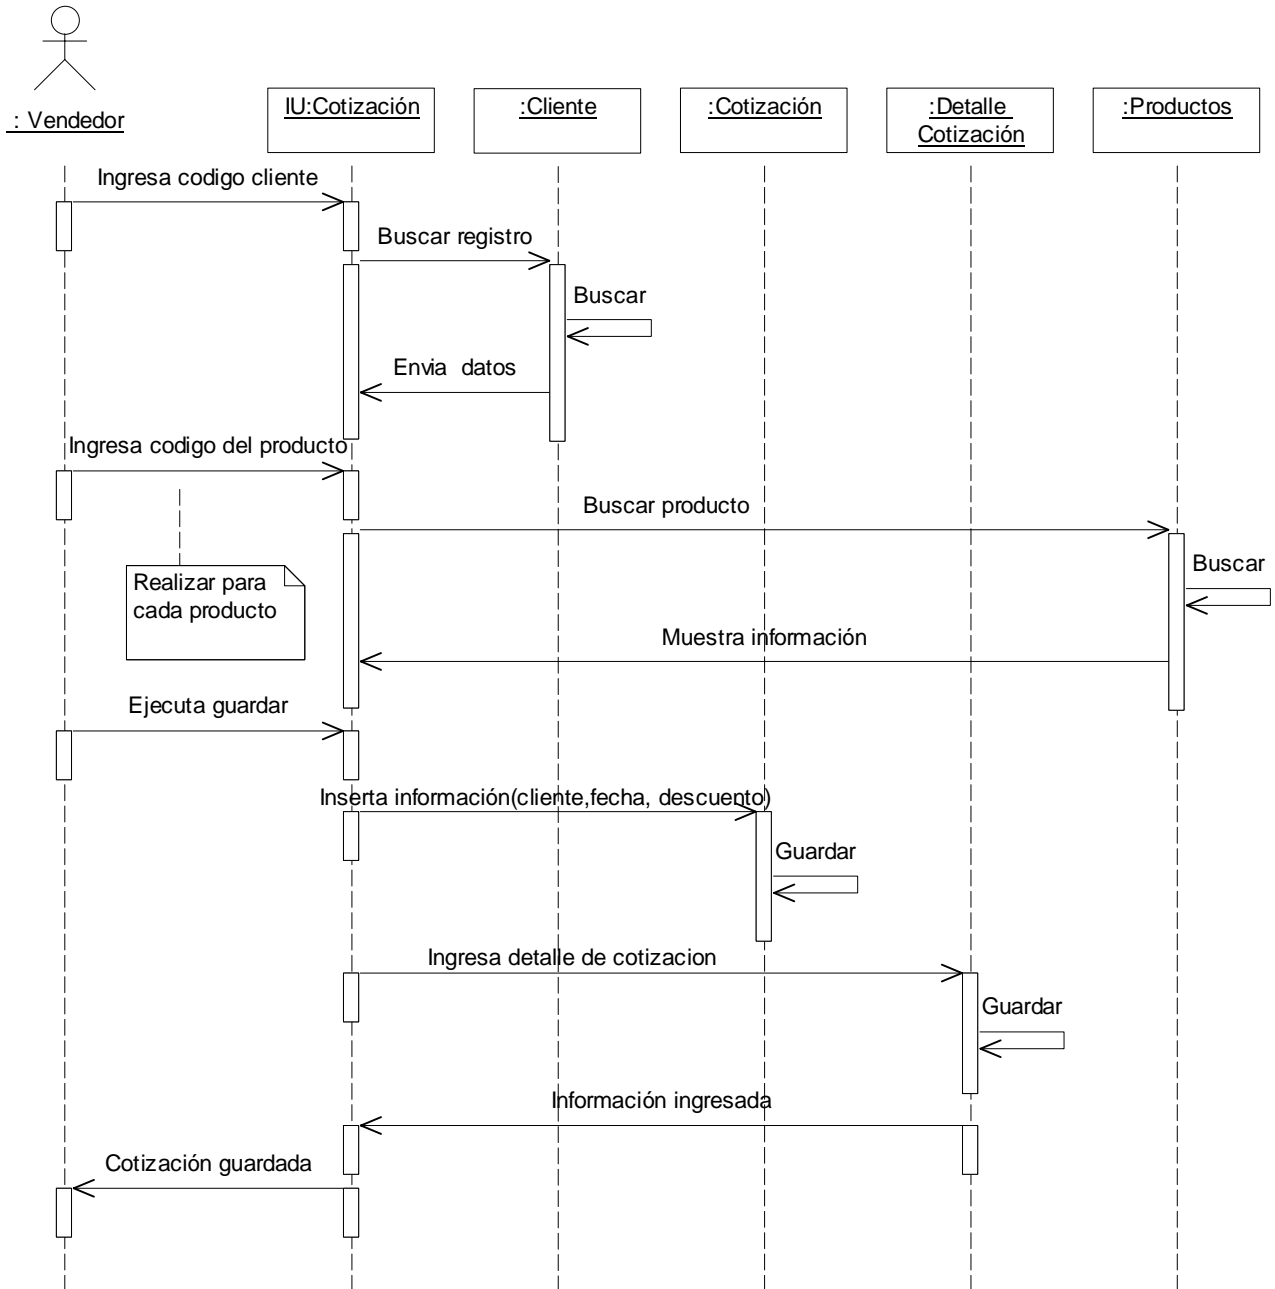 : Vendedor
IU:Cotización
:Cliente
:Cotización
:Detalle
Cotización
:Productos
Ingresa codigo cliente
Buscar registro
Buscar
Envia datos
Ingresa codigo del producto
Buscar producto
Buscar
Realizar para
cada producto
Muestra información
Ejecuta guardar
Inserta información(cliente,fecha, descuento)
Guardar
Ingresa detalle de cotizacion
Guardar
Información ingresada
Cotización guardada